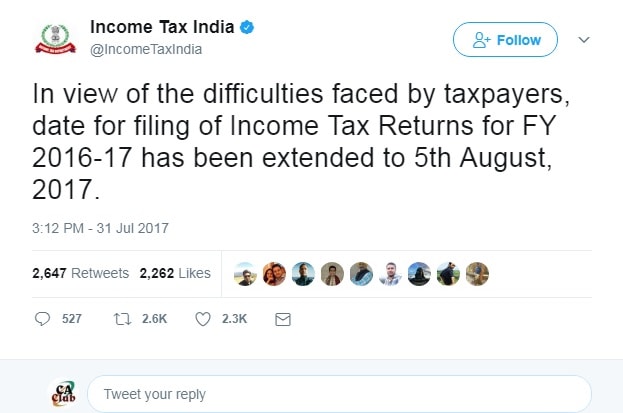 Income Tax India
@IncomeTaxIndia
Follow
In view of the difficulties faced by taxpayers,
date for filing of Income Tax Returns for FY
2016-17 has been extended to 5th August,
2017.
3:12 PM - 31 Jul 2017
2,647 Retweets 2,262 Likes
527 2.6K 2.3K
CA Club
Tweet your reply